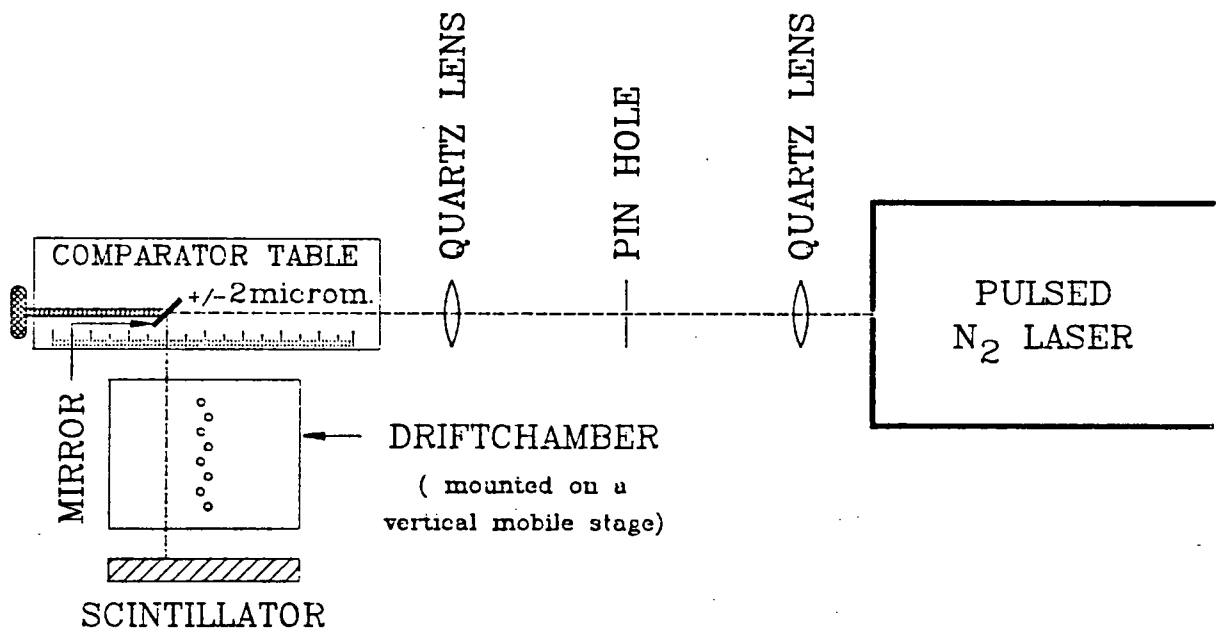 QUARTZ LENS
PIN HOLE
QUARTZ LENS
COMPARATOR TABLE
+/-2microm.
PULSED
N2 LASER
MIRROR
DRIFTCHAMBER
( mounted on a
vertical mobile stage)
SCINTILLATOR